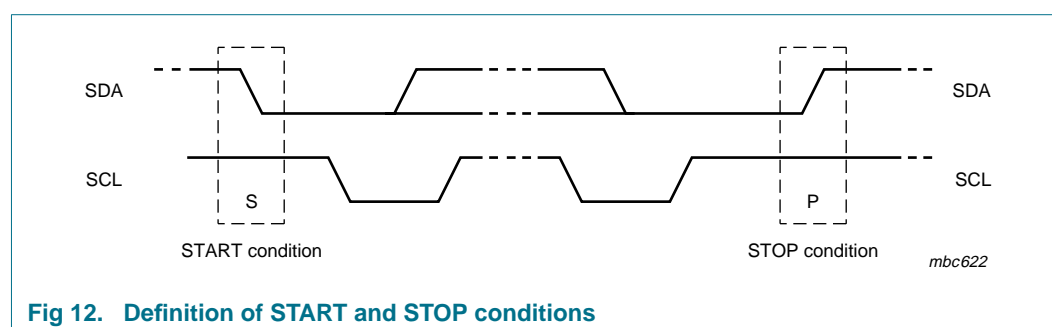 SDA SDA
SCL SCL
S P
START condition STOP condition
mbc622
Fig 12. Definition of START and STOP conditions